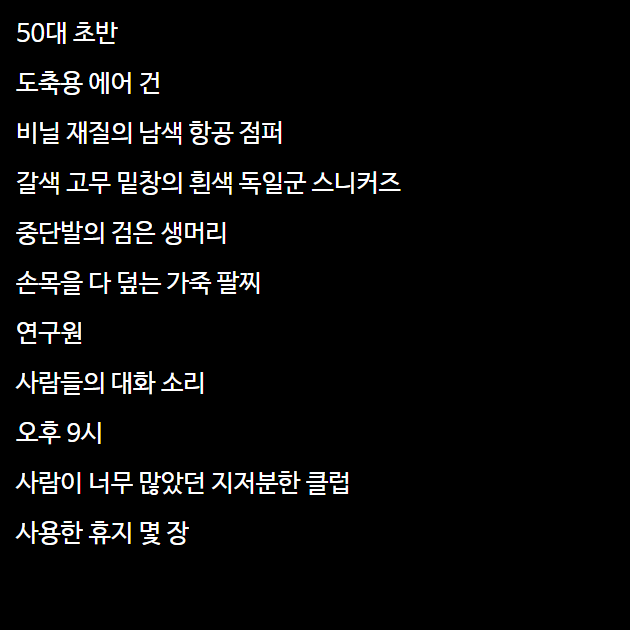 50대 초반
도축용 에어 건
비닐 재질의 남색 항공 점퍼
갈색 고무 밑창의 흰색 독일군 스니커즈
중단발의 검은 생머리
손목을 다 덮는 가죽 팔찌
연구원
사람들의 대화 소리
오후 9시
사람이 너무 많았던 지저분한 클럽
사용한 휴지 몇 장